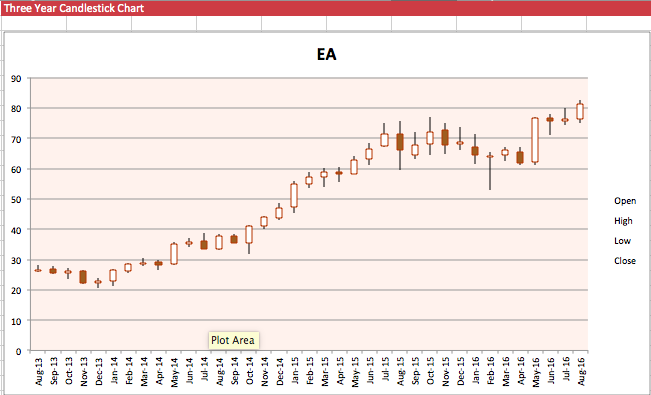 Three Year Candlestick Chart
EA
90
80
70
60
50
40
30
20
10
0
Open
High
Low
Close
Plot Area
Aug-13 Sep-13 Oct-13 Nov-13 Dec-13 Jan-14 Feb-14 Mar-14 Apr-14 May-14 Jun-14 Jul-14 Aug-14 Sep-14 Oct-14 Nov-14 Dec-14 Jan-15 Feb-15 Mar-15 Apr-15 May-15 Jun-15 Jul-15 Aug-15 Sep-15 Oct-15 Nov-15 Dec-15 Jan-16 Feb-16 Mar-16 Apr-16 May-16 Jun-16 Jul-16 Aug-16